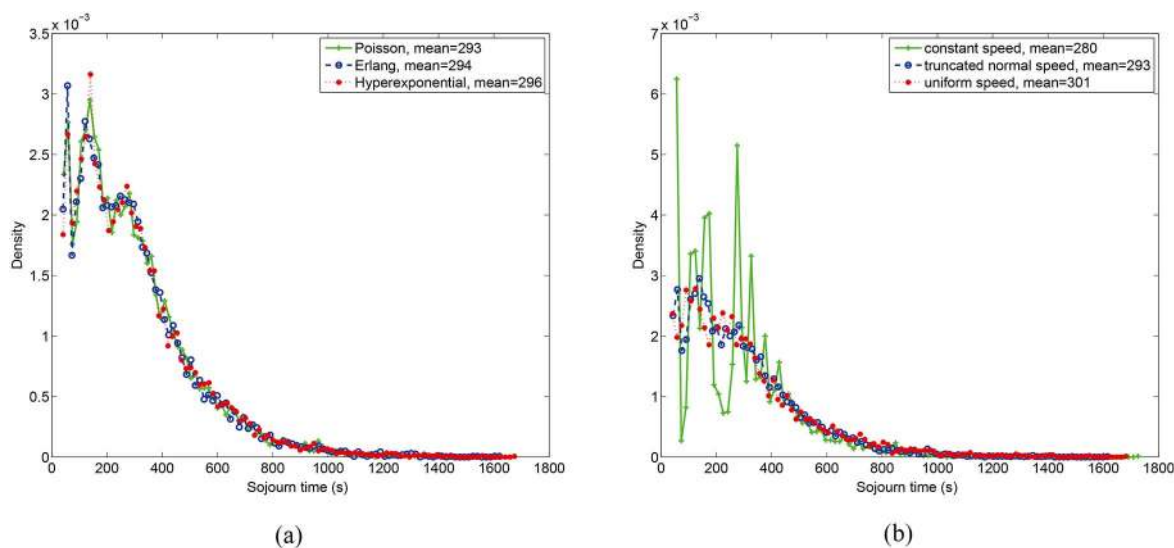 x 10⁻³
3.5
3
2.5
2
1.5
1
0.5
0
Density
0 200 400 600 800 1000 1200 1400 1600 1800
Sojourn time (s)
Poisson, mean=293
Erlang, mean=294
Hyperexponential, mean=296
(a)
x 10⁻³
7
6
5
4
3
2
1
0
Density
0 200 400 600 800 1000 1200 1400 1600 1800
Sojourn time (s)
constant speed, mean=280
truncated normal speed, mean=293
uniform speed, mean=301
(b)